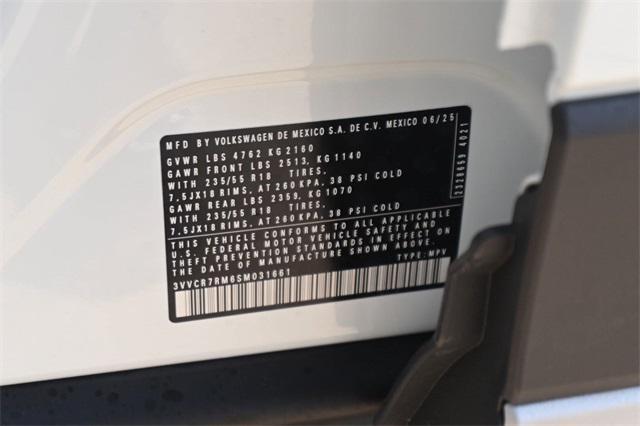 MFD BY VOLKSWAGEN DE MEXICO S.A. DE C.V. MEXICO 06/25
GVWR LBS 4762 KG 2160
GAWR FRONT LBS 2513, KG 1140
WITH 235/55 R18 TIRES,
7.5JX18 RIMS, AT 260 KPA, 38 PSI COLD
GAWR REAR LBS 2359, KG 1070
WITH 235/55 R18 TIRES,
7.5JX18 RIMS, AT 260 KPA, 38 PSI COLD
THIS VEHICLE CONFORMS TO ALL APPLICABLE
U.S. FEDERAL MOTOR VEHICLE SAFETY AND
THEFT PREVENTION STANDARDS IN EFFECT ON
THE DATE OF MANUFACTURE SHOWN ABOVE.
3VVCR7RM6SM031661 TYPE: MPV
2328659 4021